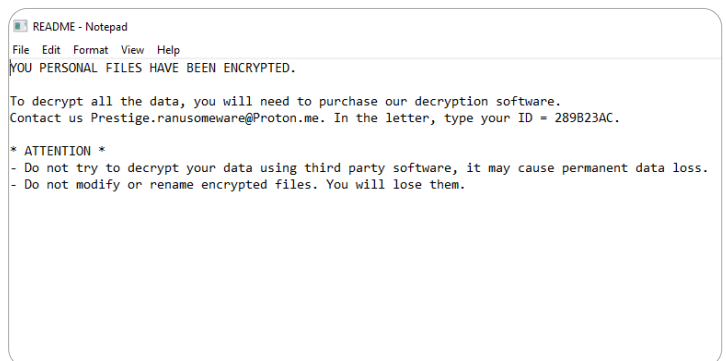 README - Notepad
File Edit Format View Help
YOU PERSONAL FILES HAVE BEEN ENCRYPTED.
To decrypt all the data, you will need to purchase our decryption software.
Contact us Prestige.ranusomeware@Proton.me. In the letter, type your ID = 289B23AC.
* ATTENTION *
- Do not try to decrypt your data using third party software, it may cause permanent data loss.
- Do not modify or rename encrypted files. You will lose them.